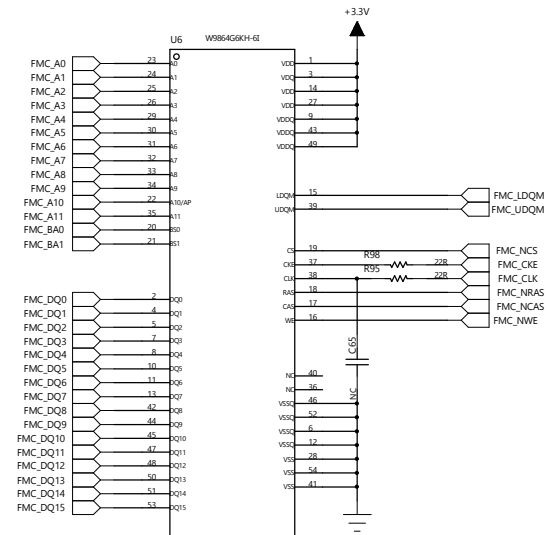 +3.3V
U6 W9864G6KH-6I
FMC_A0 23 A0 VDD 1
FMC_A1 24 A1 VDQ 3
FMC_A2 25 A2 VDD 14
FMC_A3 26 A3 VDD 27
FMC_A4 29 A4 VDDQ 9
FMC_A5 30 A5 VDDQ 43
FMC_A6 31 A6 VDDQ 49
FMC_A7 32 A7
FMC_A8 33 A8
FMC_A9 34 A9 LDQM 15 FMC_LDQM
FMC_A10 22 A10/AP UDQM 39 FMC_UDQM
FMC_A11 35 A11
FMC_BA0 20 BS0
FMC_BA1 21 BS1
CS 19 FMC_NCS
CKE 37 R98 22R FMC_CKE
CLK 38 R95 22R FMC_CLK
RAS 18 FMC_NRAS
CAS 17 FMC_NCAS
WE 16 FMC_NWE
FMC_DQ0 2 DQ0
FMC_DQ1 4 DQ1
FMC_DQ2 5 DQ2
FMC_DQ3 7 DQ3
FMC_DQ4 8 DQ4
FMC_DQ5 10 DQ5
FMC_DQ6 11 DQ6
FMC_DQ7 13 DQ7
FMC_DQ8 42 DQ8
FMC_DQ9 44 DQ9
FMC_DQ10 45 DQ10
FMC_DQ11 47 DQ11
FMC_DQ12 48 DQ12
FMC_DQ13 50 DQ13
FMC_DQ14 51 DQ14
FMC_DQ15 53 DQ15
C65
NC
NC 40
NC 36
VSSQ 46
VSSQ 52
VSSQ 6
VSSQ 12
VSS 28
VSS 54
VSS 41